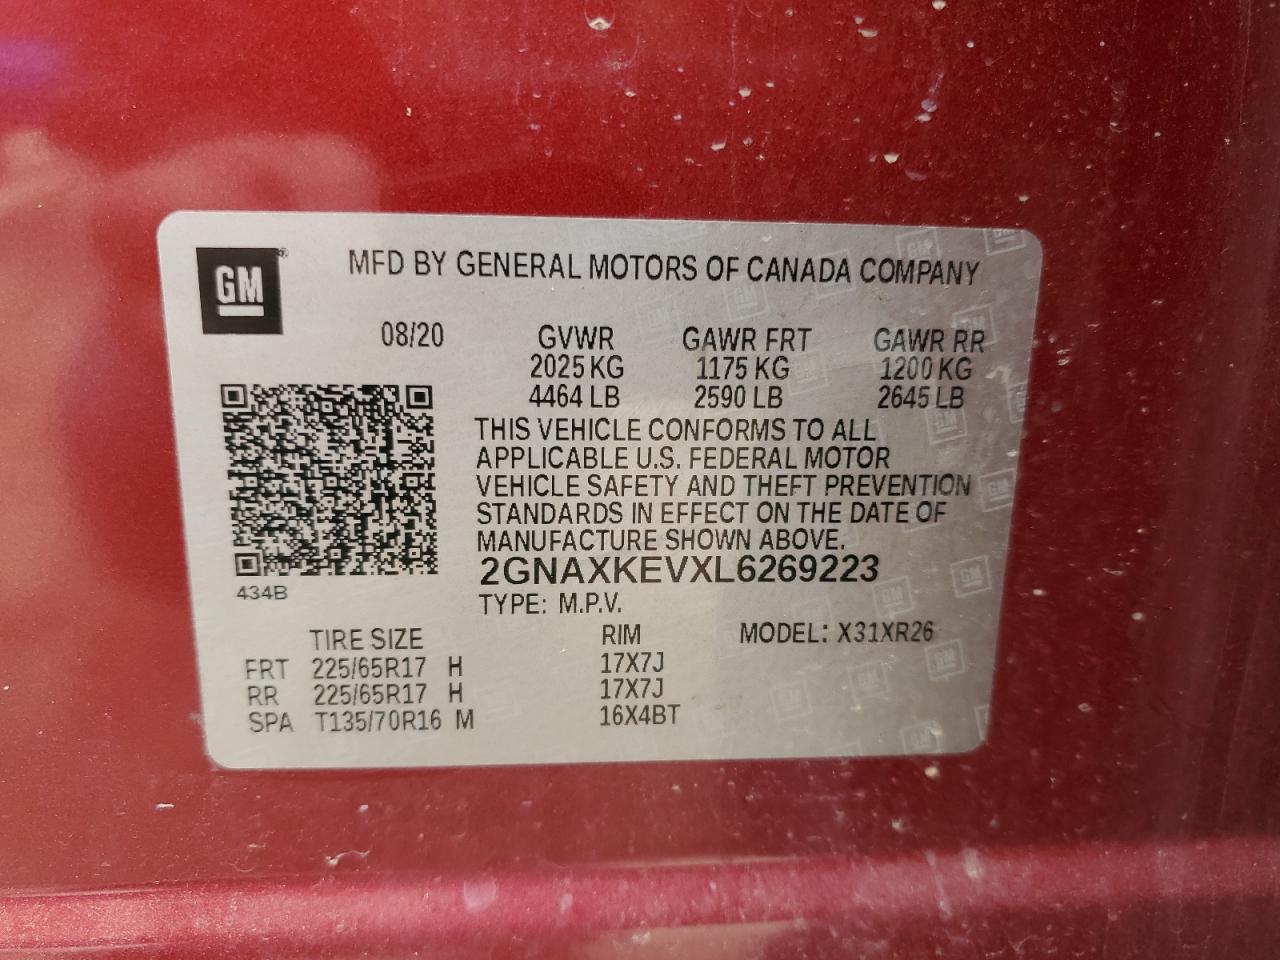 GM®
MFD BY GENERAL MOTORS OF CANADA COMPANY
08/20 GVWR GAWR FRT GAWR RR
2025 KG 1175 KG 1200 KG
4464 LB 2590 LB 2645 LB
THIS VEHICLE CONFORMS TO ALL
APPLICABLE U.S. FEDERAL MOTOR
VEHICLE SAFETY AND THEFT PREVENTION
STANDARDS IN EFFECT ON THE DATE OF
MANUFACTURE SHOWN ABOVE.
2GNAXKEVXL6269223
434B
TYPE: M.P.V.
TIRE SIZE RIM MODEL: X31XR26
FRT 225/65R17 H 17X7J
RR 225/65R17 H 17X7J
SPA T135/70R16 M 16X4BT